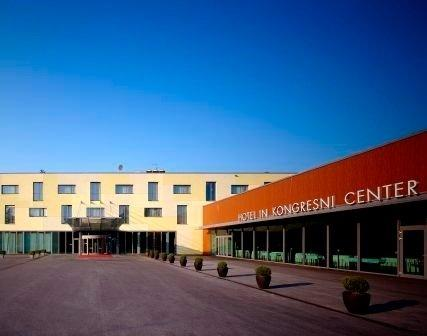 HOTEL IN KONGRESNI CENTER